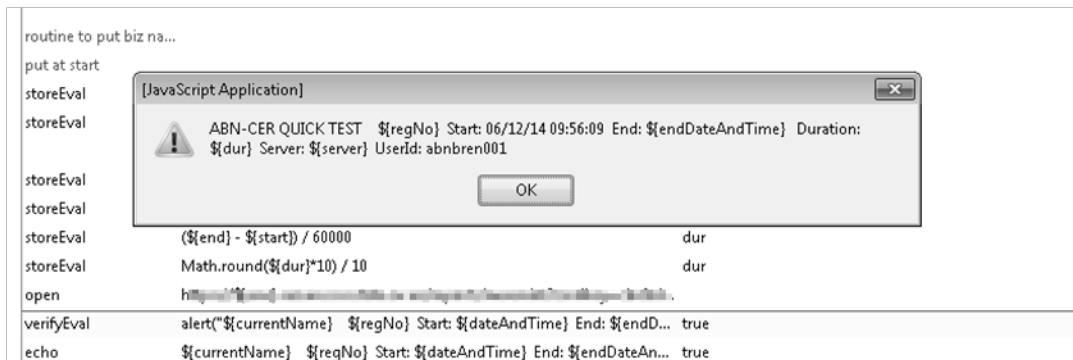 routine to put biz na...
put at start
storeEval
storeEval
[JavaScript Application]
ABN-CER QUICK TEST ${regNo} Start: 06/12/14 09:56:09 End: ${endDateAndTime} Duration:
${dur} Server: ${server} UserId: abnbren001
OK
storeEval
storeEval
storeEval (${end} - ${start}) / 60000 dur
storeEval Math.round(${dur}*10) / 10 dur
open
verifyEval alert("${currentName} ${regNo} Start: ${dateAndTime} End: ${endD... true
echo ${currentName} ${regNo} Start: ${dateAndTime} End: ${endDateAn... true